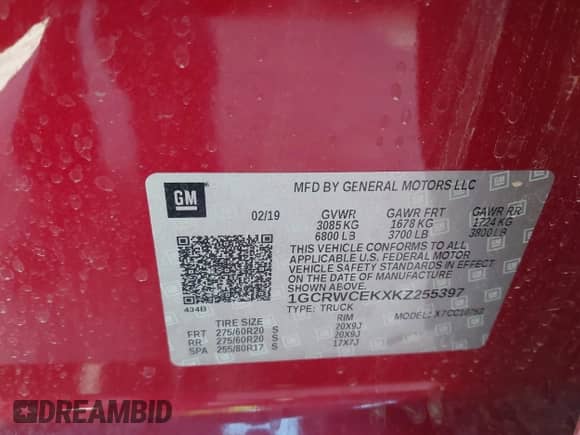 GM
MFD BY GENERAL MOTORS LLC
02/19 GVWR GAWR FRT GAWR RR
3085 KG 1678 KG 1724 KG
6800 LB 3700 LB 3800 LB
THIS VEHICLE CONFORMS TO ALL
APPLICABLE U.S. FEDERAL MOTOR
VEHICLE SAFETY STANDARDS IN EFFECT
ON THE DATE OF MANUFACTURE
SHOWN ABOVE.
1GCRWCEKXKZ255397
434B TYPE: TRUCK MODEL:
TIRE SIZE RIM
FRT 275/60R20 S 20X9J
RR 275/60R20 S 20X9J
SPA 255/80R17 S 17X7J
DREAMBID